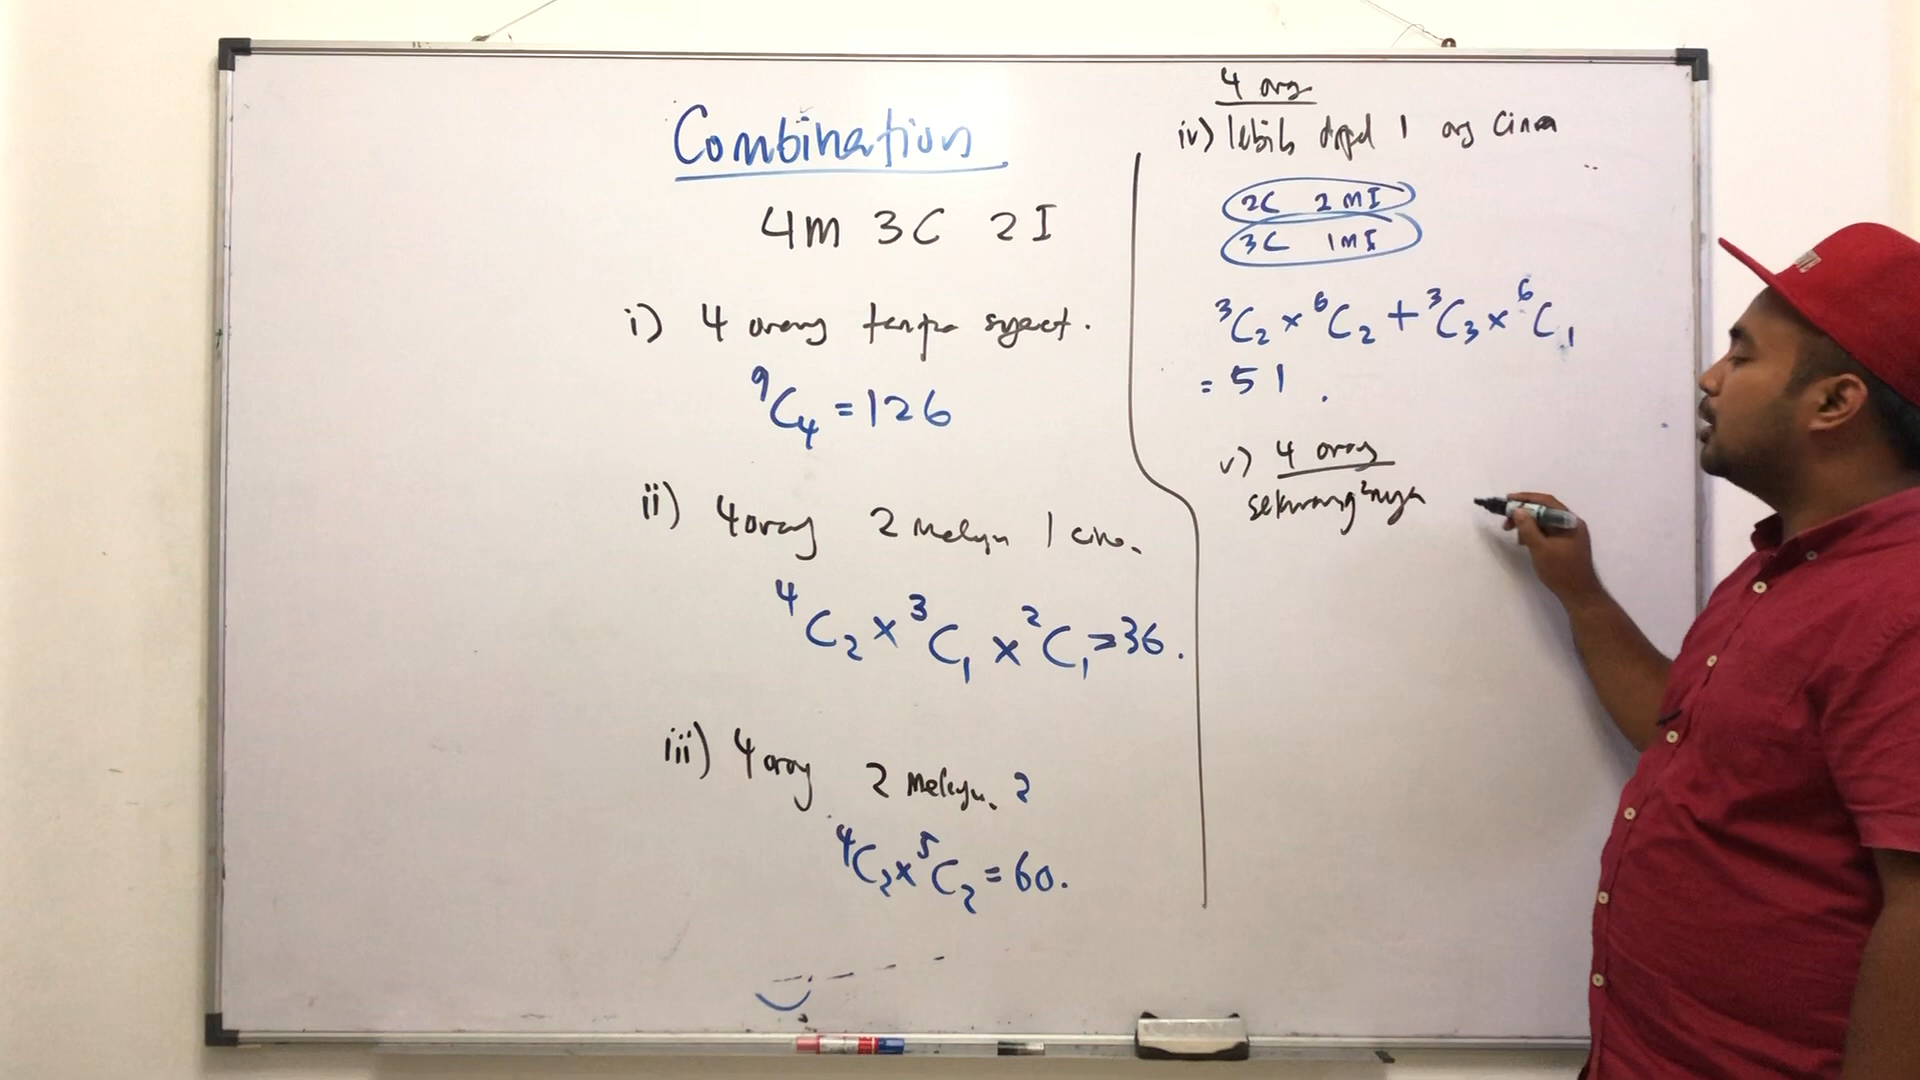 Combination
4M 3C 2I
i) 4 orang tanpa syarat.
⁹C₄ = 126
ii) 4 orang 2 Melayu 1 cina.
⁴C₂ × ³C₁ × ²C₁ = 36.
iii) 4 orang 2 Melayu. 2
⁴C₂ × ⁵C₂ = 60.
4 org
iv) lebih drpd 1 org Cina
2C 2MI
3C 1MI
³C₂ × ⁶C₂ + ³C₃ × ⁶C₁
= 51.
v) 4 orang
sekurang²nya